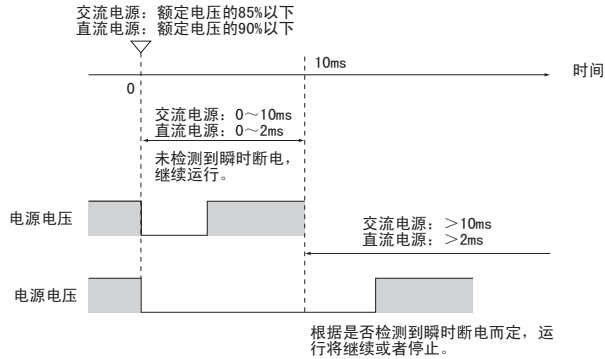 交流电源：额定电压的85%以下
直流电源：额定电压的90%以下
10ms
时间
0
交流电源：0～10ms
直流电源：0～2ms
未检测到瞬时断电，
继续运行。
电源电压
交流电源：＞10ms
直流电源：＞2ms
电源电压
根据是否检测到瞬时断电而定，运
行将继续或者停止。